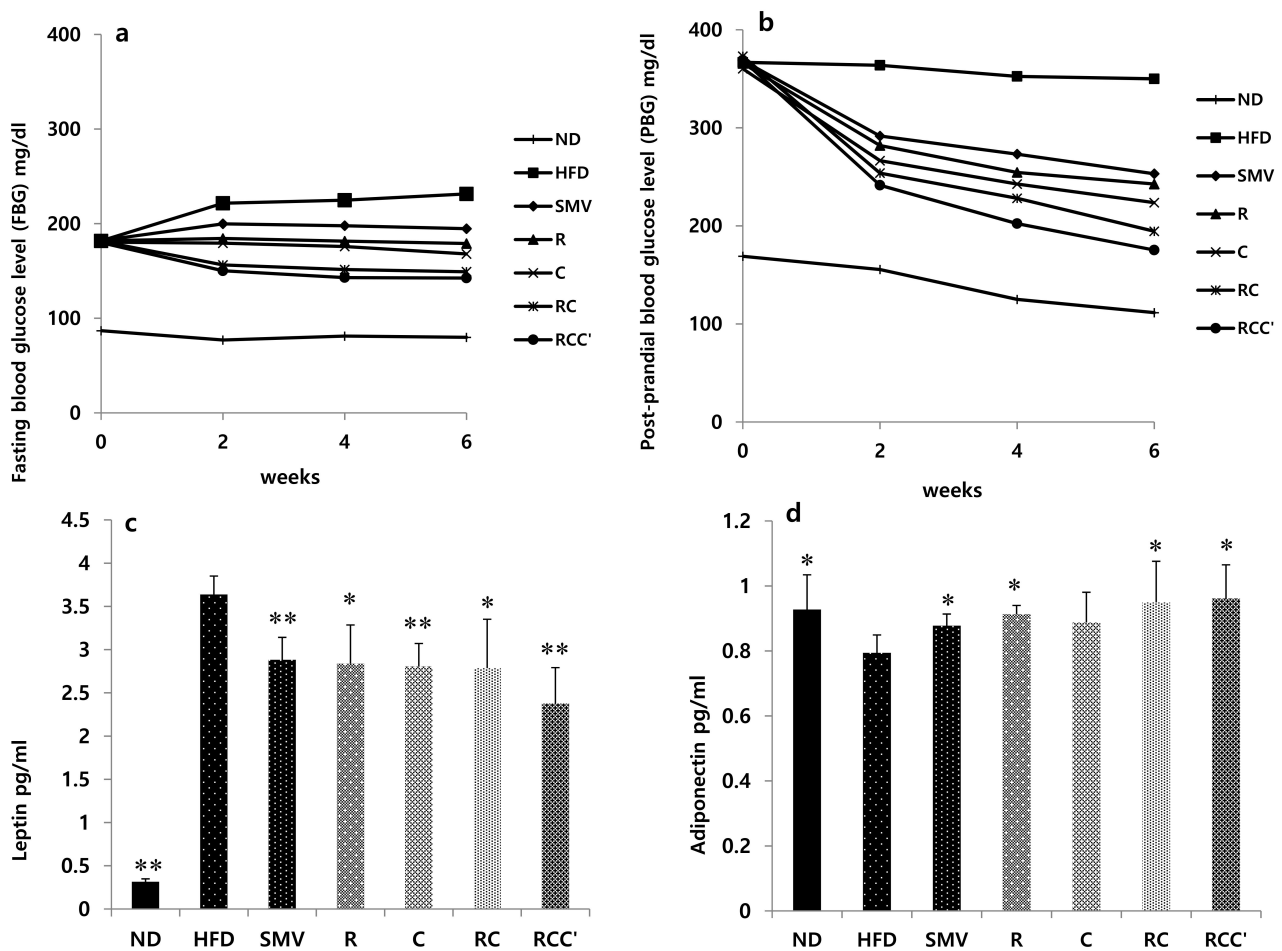 a
Fasting blood glucose level (FBG) mg/dl
400
300
200
100
0
0 2 4 6
weeks
ND
HFD
SMV
R
C
RC
RCC'
b
Post-prandial blood glucose level (PBG) mg/dl
400
300
200
100
0
0 2 4 6
weeks
ND
HFD
SMV
R
C
RC
RCC'
c
Leptin pg/ml
4.5
4
3.5
3
2.5
2
1.5
1
0.5
0
** ** * ** * **
ND HFD SMV R C RC RCC'
d
Adiponectin pg/ml
1.2
1
0.8
0.6
0.4
0.2
0
* * * * *
ND HFD SMV R C RC RCC'